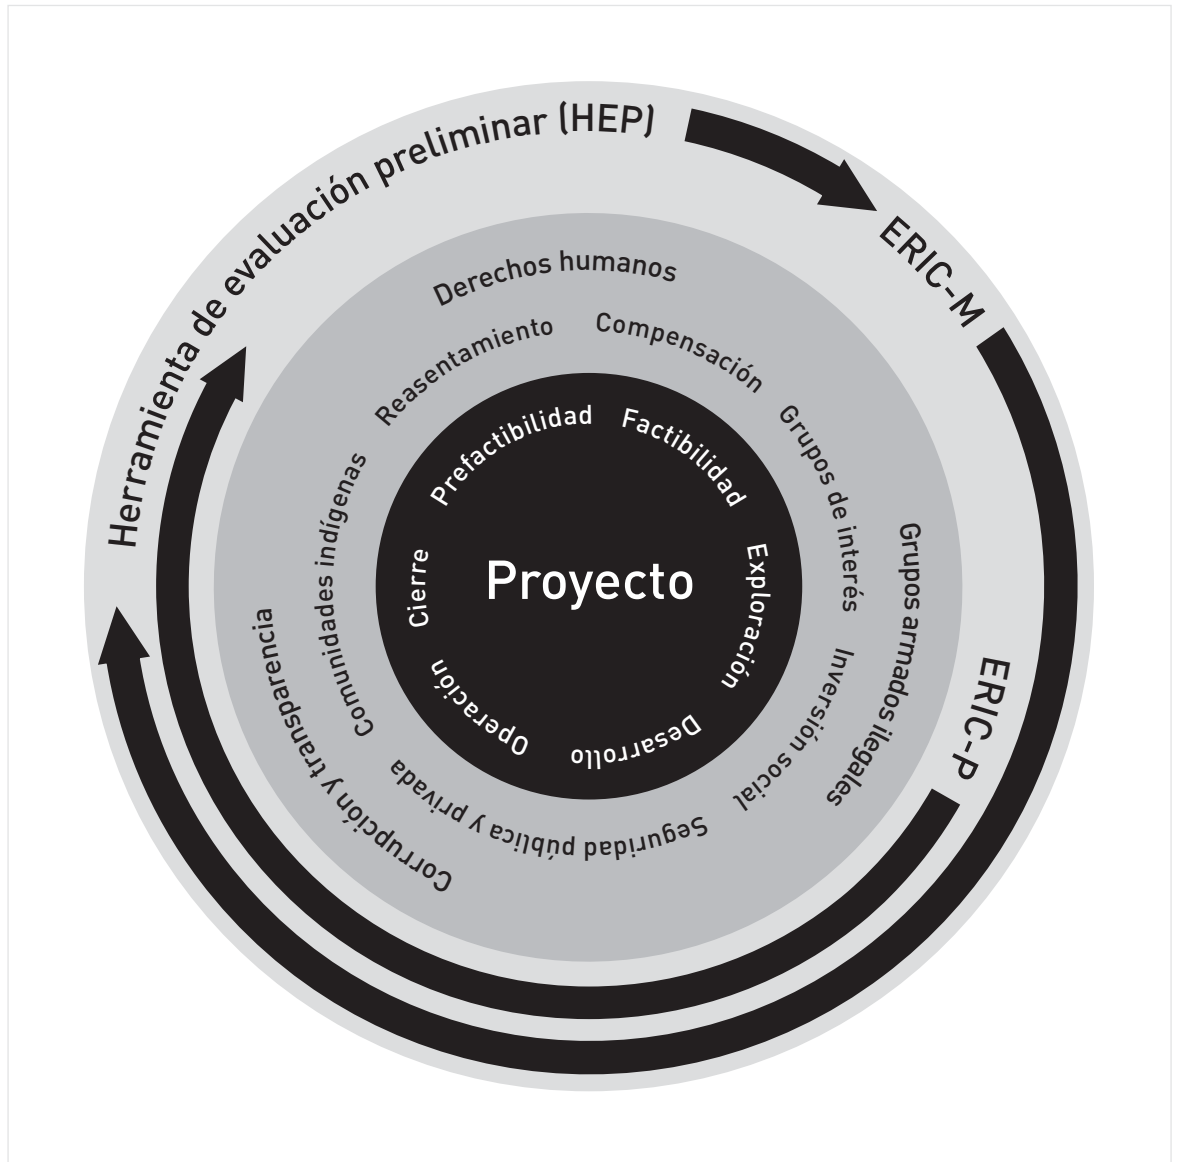 Herramienta de evaluación preliminar (HEP)
ERIC-M
ERIC-P
Derechos humanos
Reasentamiento
Compensación
Grupos de interés
Grupos armados ilegales
Inversión social
Seguridad pública y privada
Corrupción y transparencia
Comunidades indígenas
Prefactibilidad
Factibilidad
Exploración
Desarrollo
Operación
Cierre
Proyecto